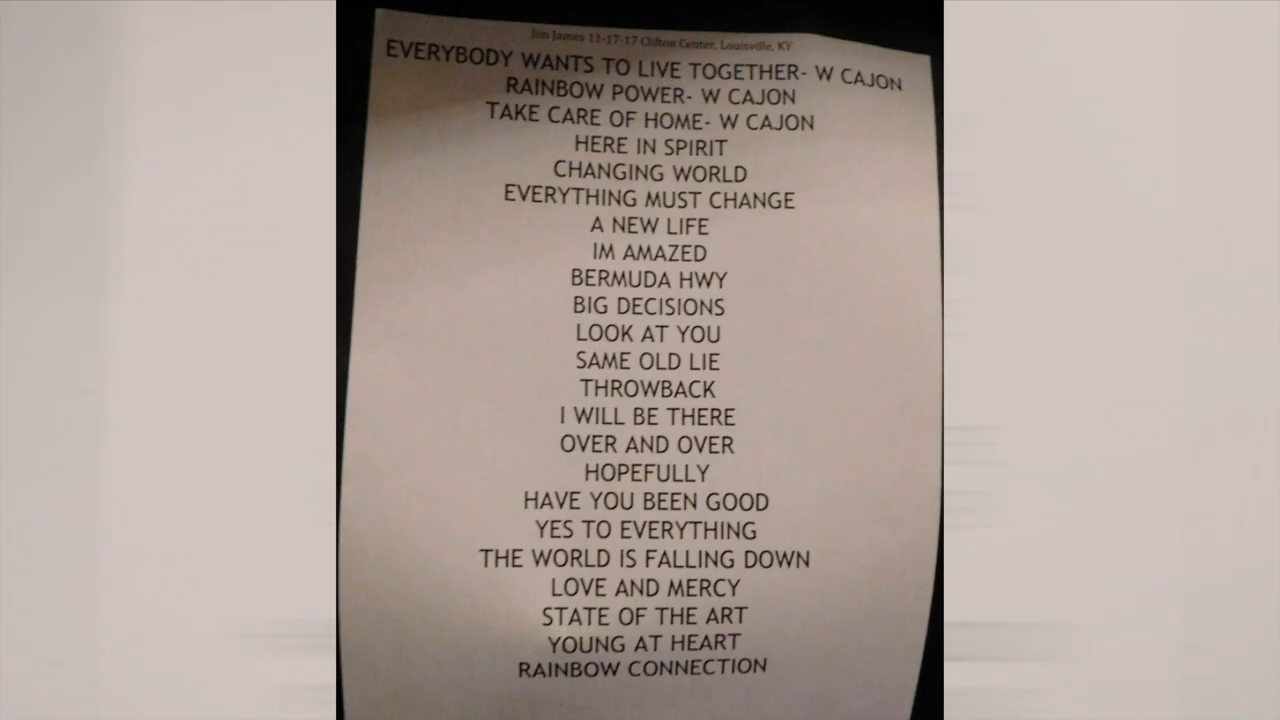 Jim James 11-17-17 Clifton Center, Louisville, KY
EVERYBODY WANTS TO LIVE TOGETHER- W CAJON
RAINBOW POWER- W CAJON
TAKE CARE OF HOME- W CAJON
HERE IN SPIRIT
CHANGING WORLD
EVERYTHING MUST CHANGE
A NEW LIFE
IM AMAZED
BERMUDA HWY
BIG DECISIONS
LOOK AT YOU
SAME OLD LIE
THROWBACK
I WILL BE THERE
OVER AND OVER
HOPEFULLY
HAVE YOU BEEN GOOD
YES TO EVERYTHING
THE WORLD IS FALLING DOWN
LOVE AND MERCY
STATE OF THE ART
YOUNG AT HEART
RAINBOW CONNECTION